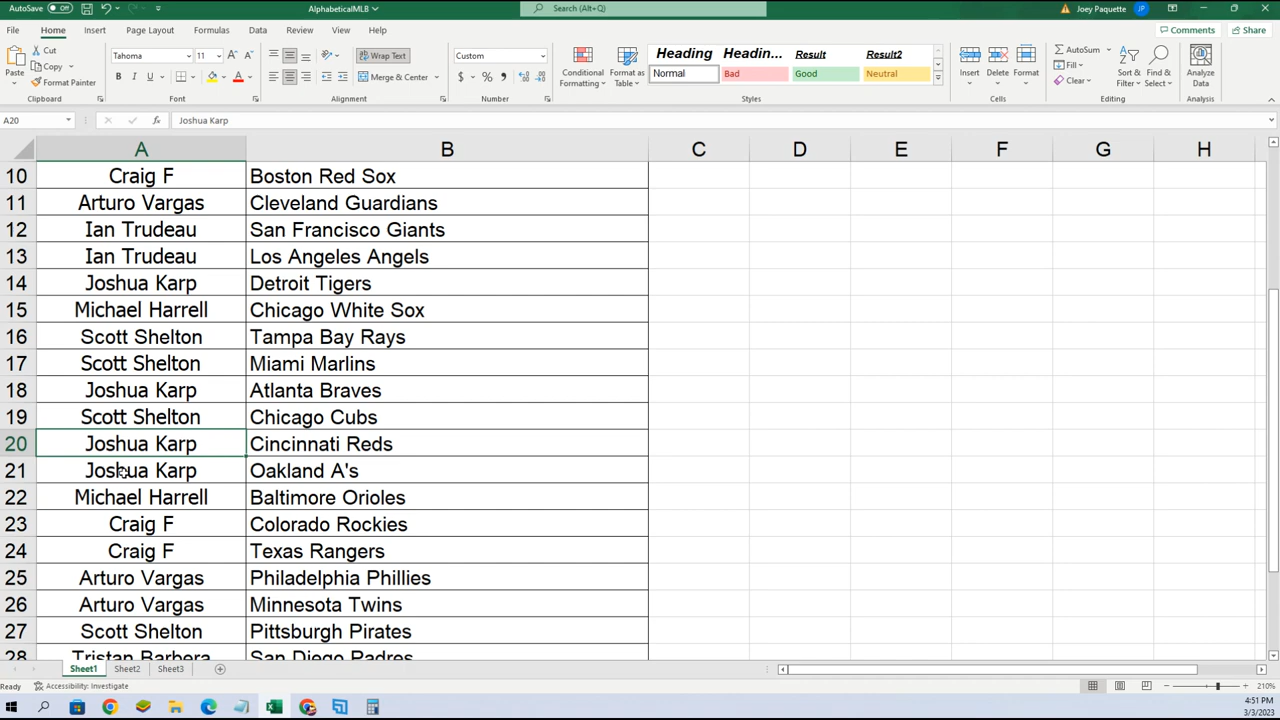 AutoSave Off AlphabeticalMLB Search (Alt+Q) Joey Paquette JP
File Home Insert Page Layout Formulas Data Review View Help Comments Share
Paste Cut Copy Format Painter Clipboard
Tahoma 11 B I U A Font
Wrap Text Merge & Center Alignment
Custom $ % , Number
Conditional Formatting Format as Table
Heading Headin... Result Result2
Normal Bad Good Neutral
Styles
Insert Delete Format Cells
AutoSum Fill Clear Sort & Filter Find & Select Editing
Analyze Data Analysis
A20 fx Joshua Karp
A B C D E F G H
10 Craig F Boston Red Sox
11 Arturo Vargas Cleveland Guardians
12 Ian Trudeau San Francisco Giants
13 Ian Trudeau Los Angeles Angels
14 Joshua Karp Detroit Tigers
15 Michael Harrell Chicago White Sox
16 Scott Shelton Tampa Bay Rays
17 Scott Shelton Miami Marlins
18 Joshua Karp Atlanta Braves
19 Scott Shelton Chicago Cubs
20 Joshua Karp Cincinnati Reds
21 Joshua Karp Oakland A's
22 Michael Harrell Baltimore Orioles
23 Craig F Colorado Rockies
24 Craig F Texas Rangers
25 Arturo Vargas Philadelphia Phillies
26 Arturo Vargas Minnesota Twins
27 Scott Shelton Pittsburgh Pirates
28 Tristan Barbera San Diego Padres
Sheet1 Sheet2 Sheet3
Ready Accessibility: Investigate 210%
4:51 PM
3/3/2023